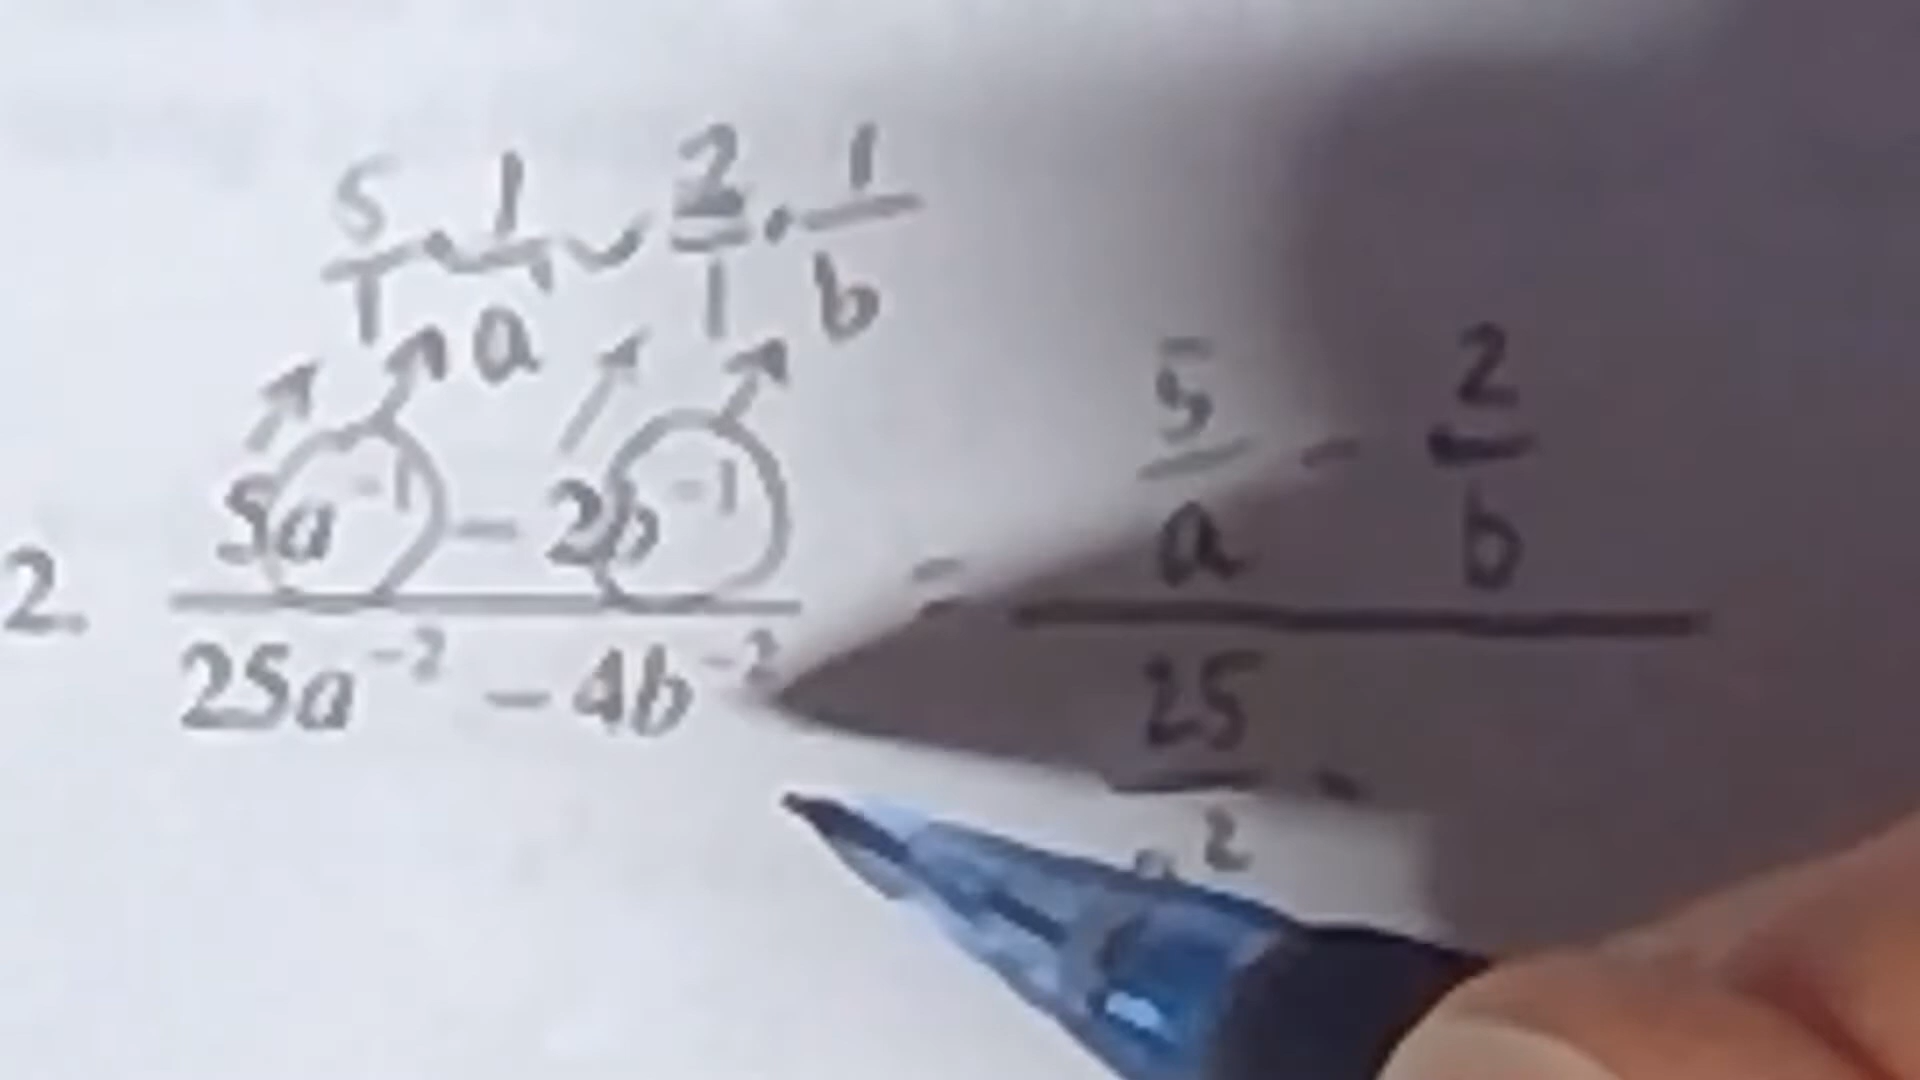 5/1 · 1/a - 2/1 · 1/b
2. (5a⁻¹ - 2b⁻¹)/(25a⁻² - 4b⁻²) = (5/a - 2/b)/(25/a² -